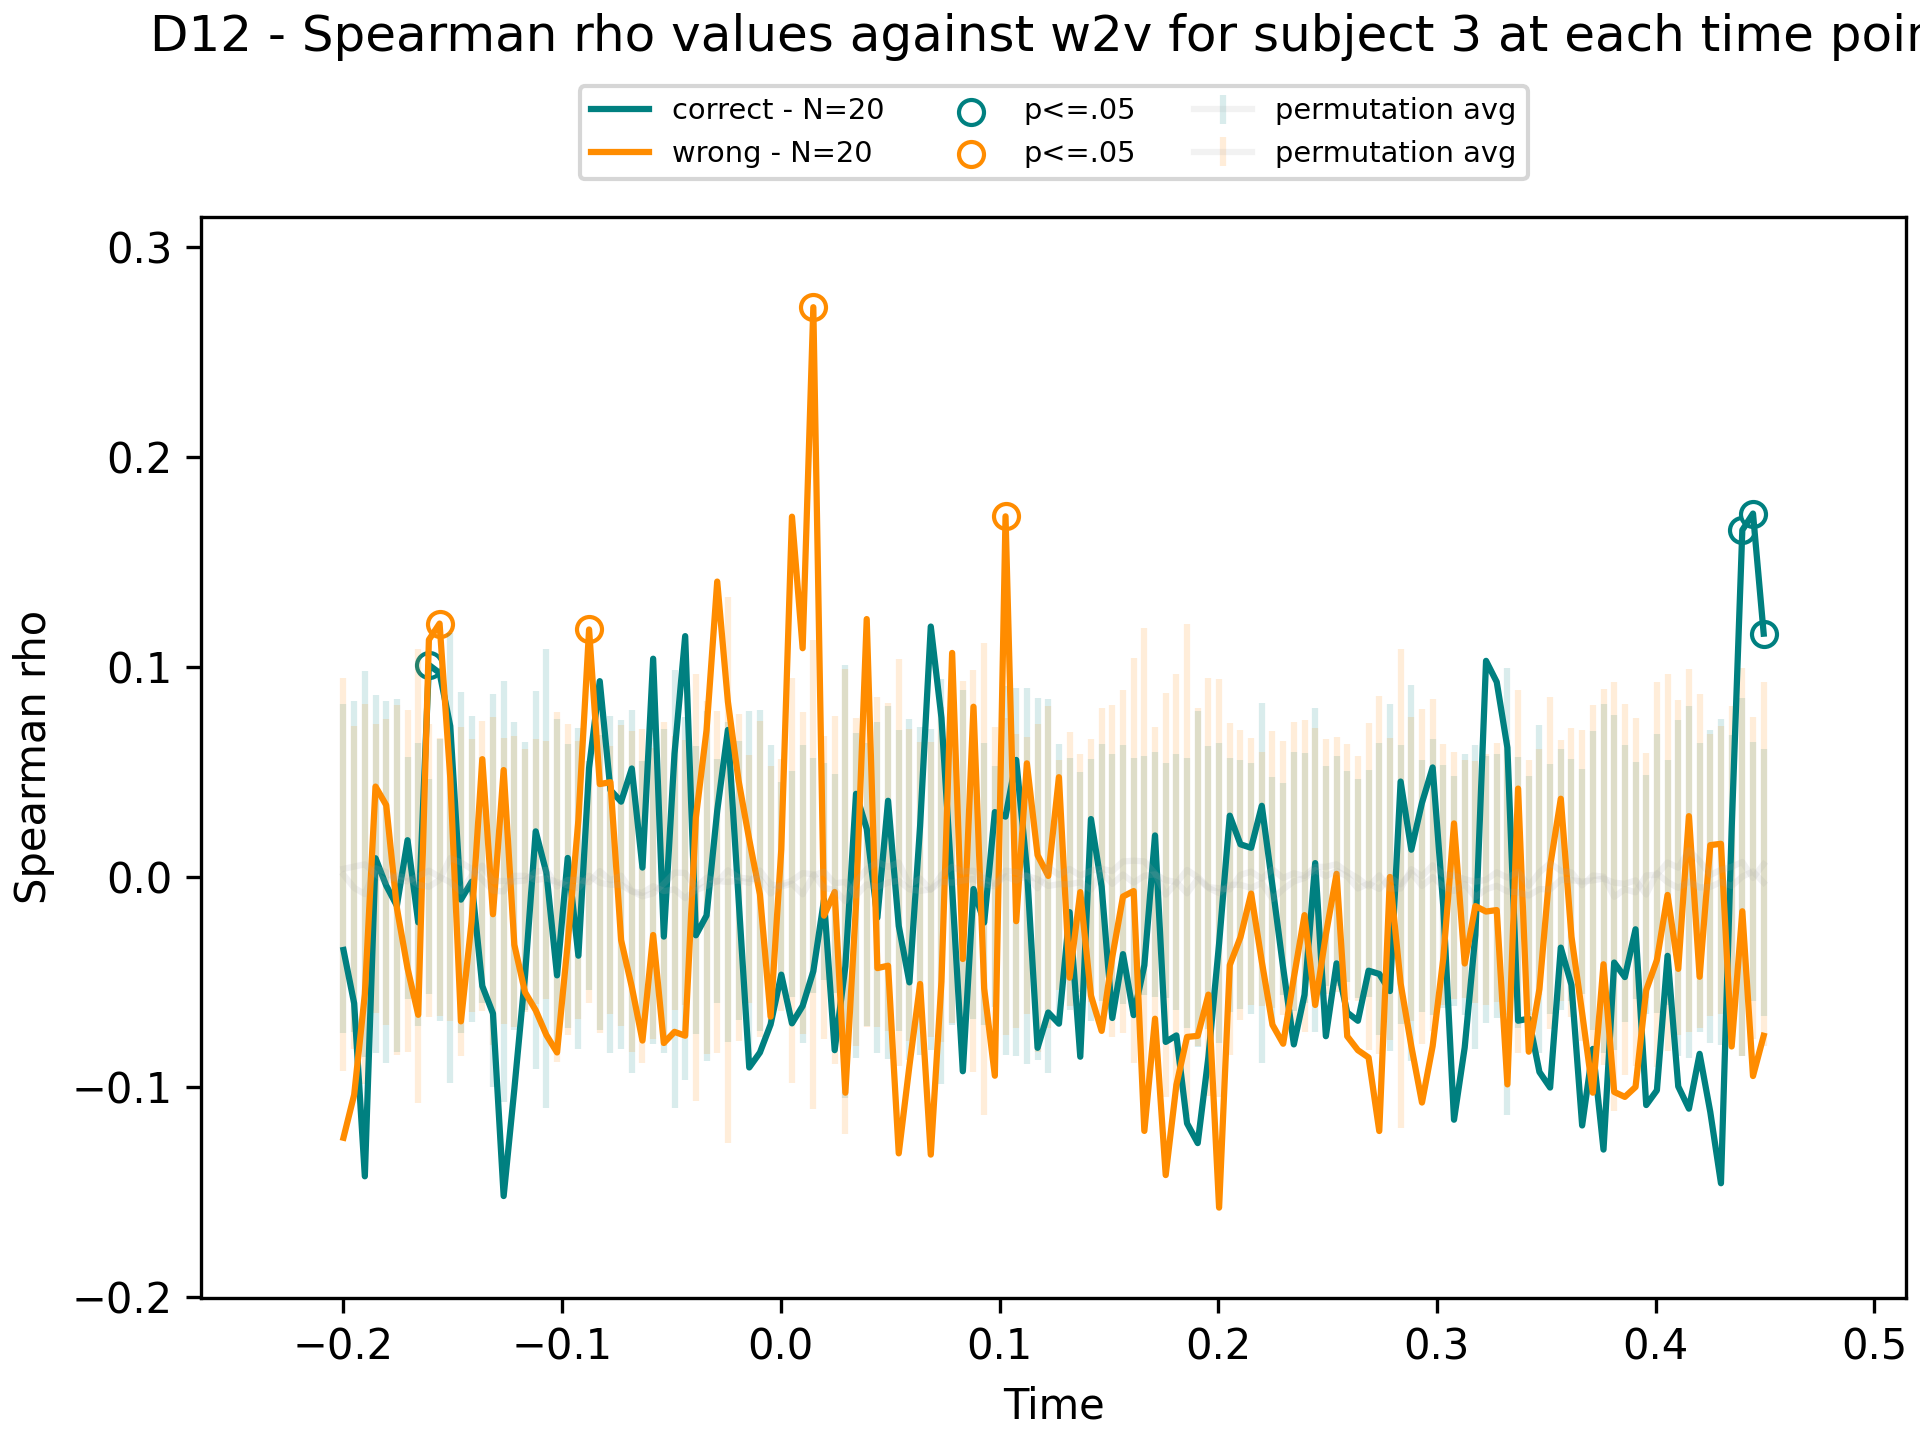 D12 - Spearman rho values against w2v for subject 3 at each time poi
correct - N=20
wrong - N=20
p<=.05
p<=.05
permutation avg
permutation avg
Spearman rho
0.3
0.2
0.1
0.0
−0.1
−0.2
−0.2
−0.1
0.0
0.1
0.2
0.3
0.4
0.5
Time